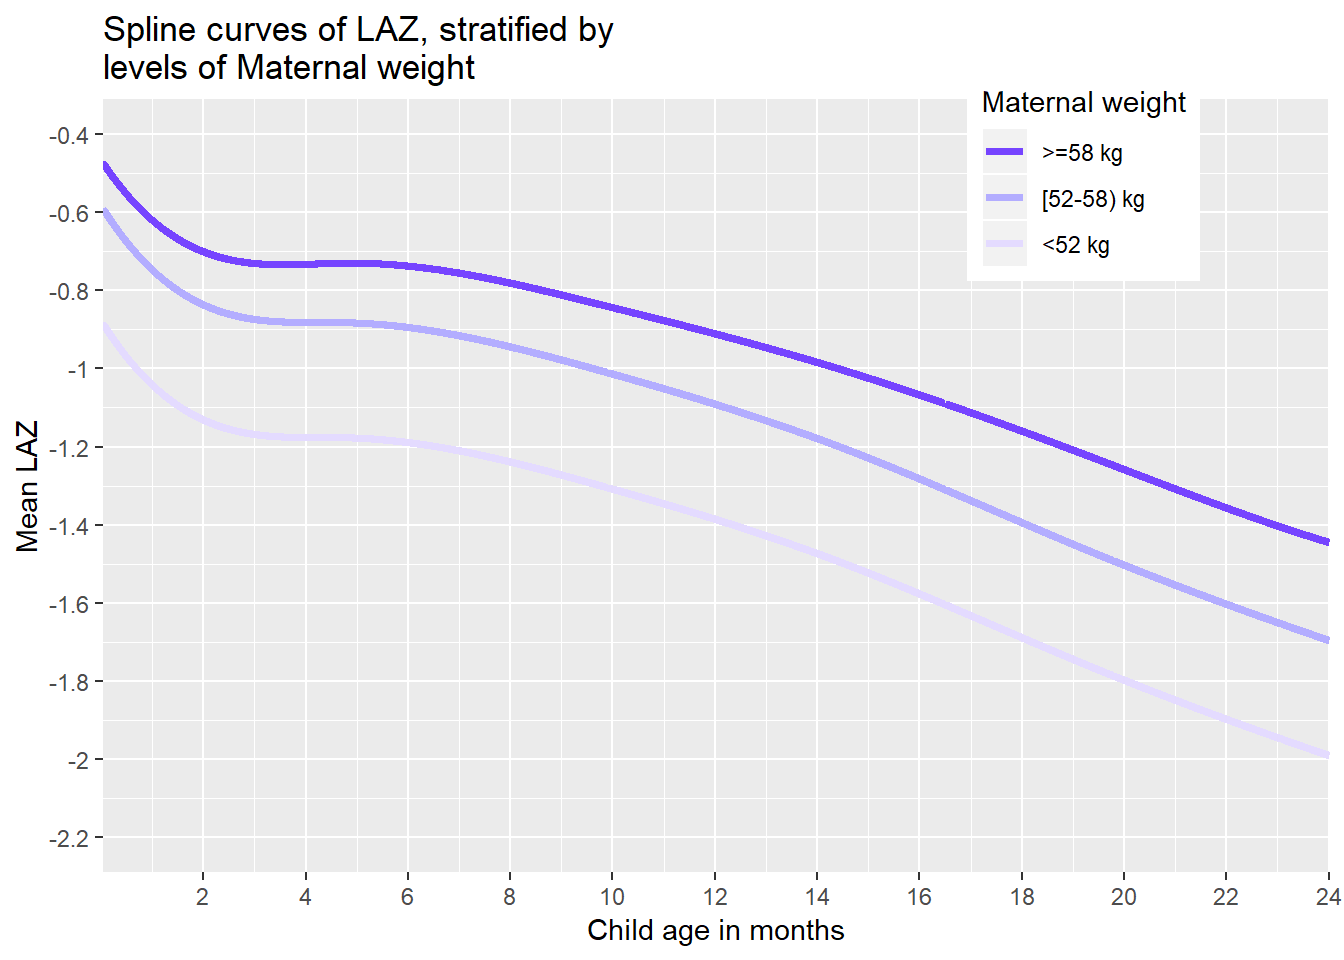 Spline curves of LAZ, stratified by
levels of Maternal weight
Maternal weight
>=58 kg
[52-58) kg
<52 kg
Mean LAZ
-0.4
-0.6
-0.8
-1
-1.2
-1.4
-1.6
-1.8
-2
-2.2
2 4 6 8 10 12 14 16 18 20 22 24
Child age in months